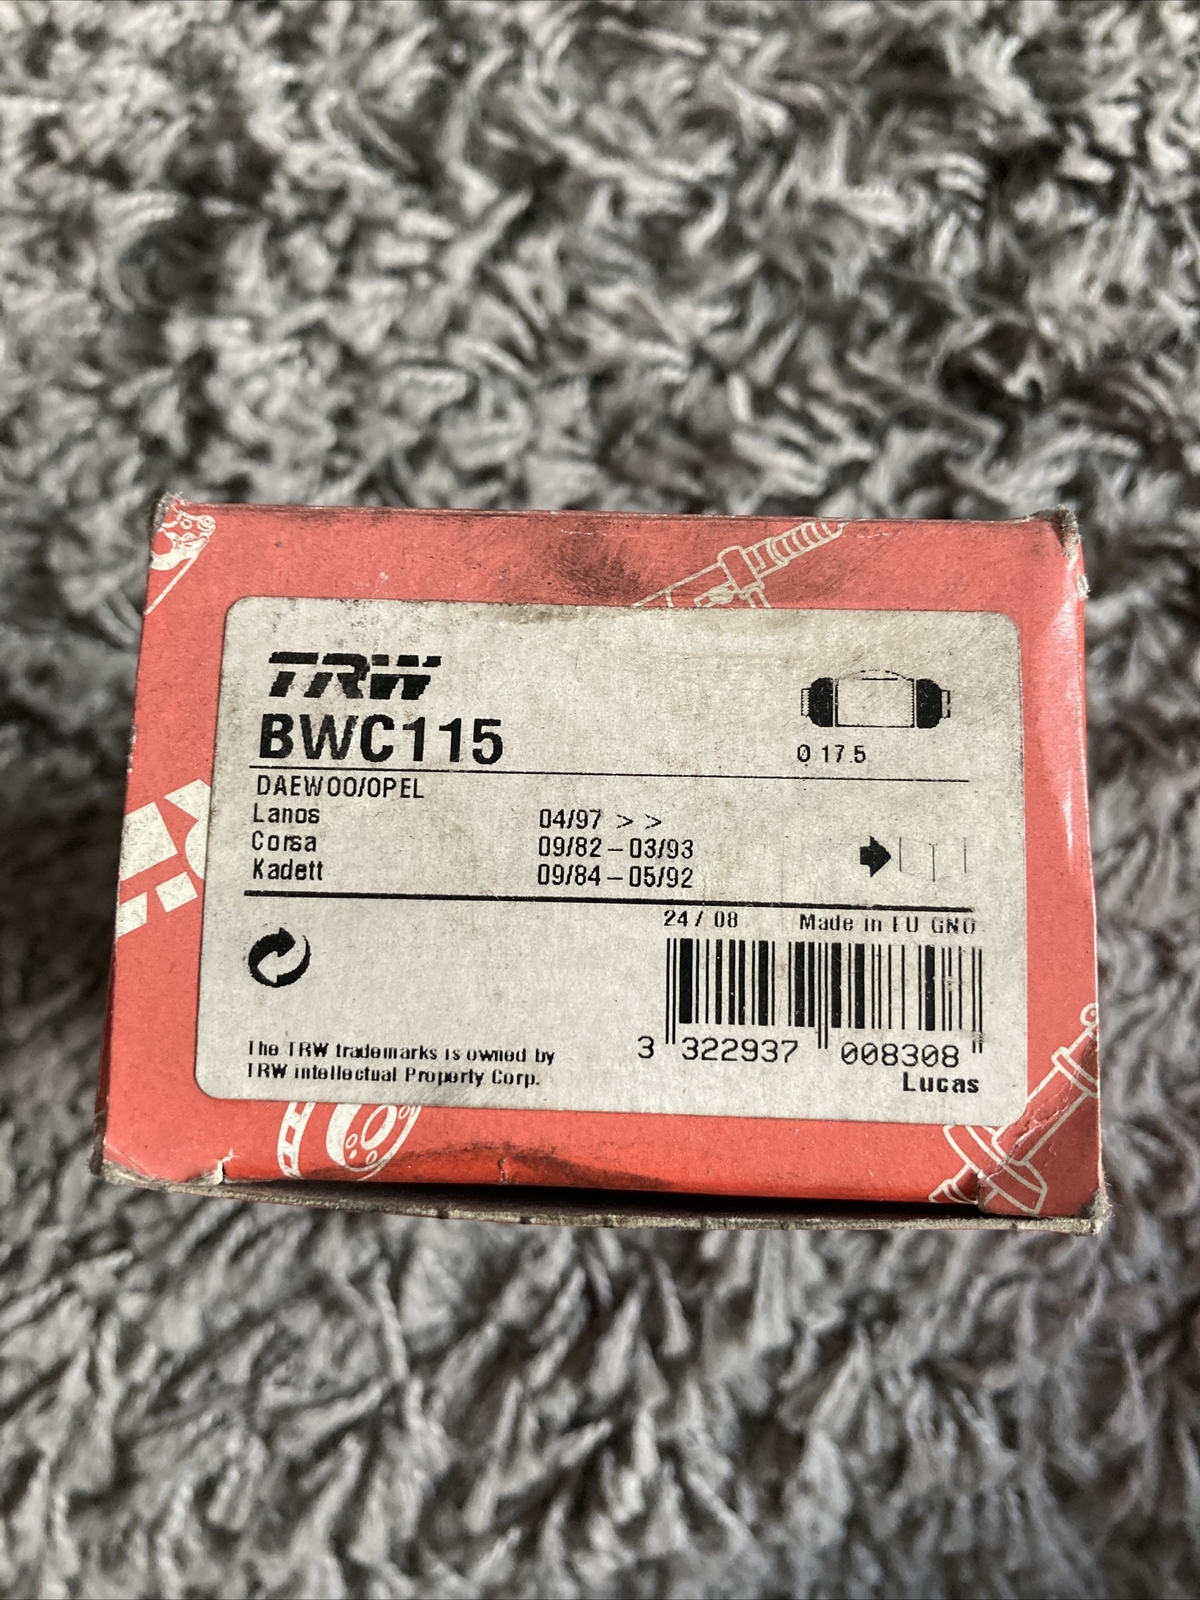 TRW
BWC115
Ø 17.5
DAEWOO/OPEL
Lanos 04/97 > >
Corsa 09/82 – 03/93
Kadett 09/84 – 05/92
24 / 08 Made in EU GNO
3 322937 008308
Lucas
The TRW trademarks is owned by
TRW intellectual Property Corp.